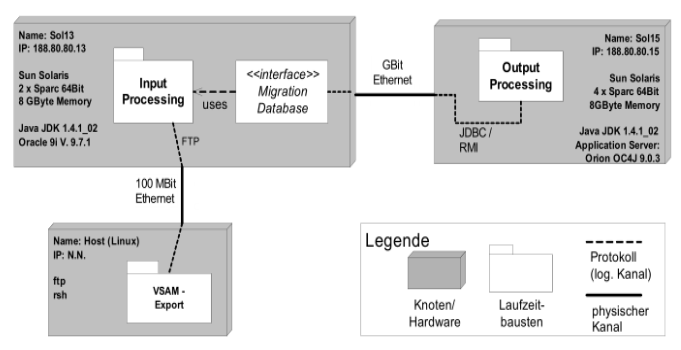 Name: Sol13
IP: 188.80.80.13
Sun Solaris
2 x Sparc 64Bit
8 GByte Memory
Java JDK 1.4.1_02
Oracle 9i V. 9.7.1
Input
Processing
uses
<<interface>>
Migration
Database
FTP
GBit
Ethernet
Name: Sol15
IP: 188.80.80.15
Output
Processing
Sun Solaris
4 x Sparc 64Bit
8GByte Memory
JDBC /
RMI
Java JDK 1.4.1_02
Application Server:
Orion OC4J 9.0.3
100 MBit
Ethernet
Name: Host (Linux)
IP: N.N.
ftp
rsh
VSAM -
Export
Legende
Knoten/
Hardware
Laufzeit-
bausten
Protokoll
(log. Kanal)
physischer
Kanal